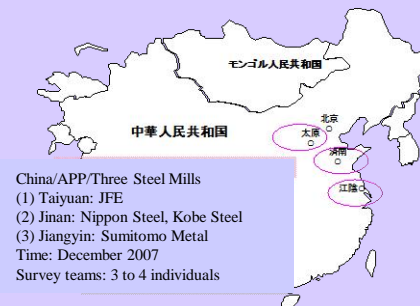 モンゴル人民共和国
北京
中華人民共和国
太原
済南
江陰
China/APP/Three Steel Mills
(1) Taiyuan: JFE
(2) Jinan: Nippon Steel, Kobe Steel
(3) Jiangyin: Sumitomo Metal
Time: December 2007
Survey teams: 3 to 4 individuals